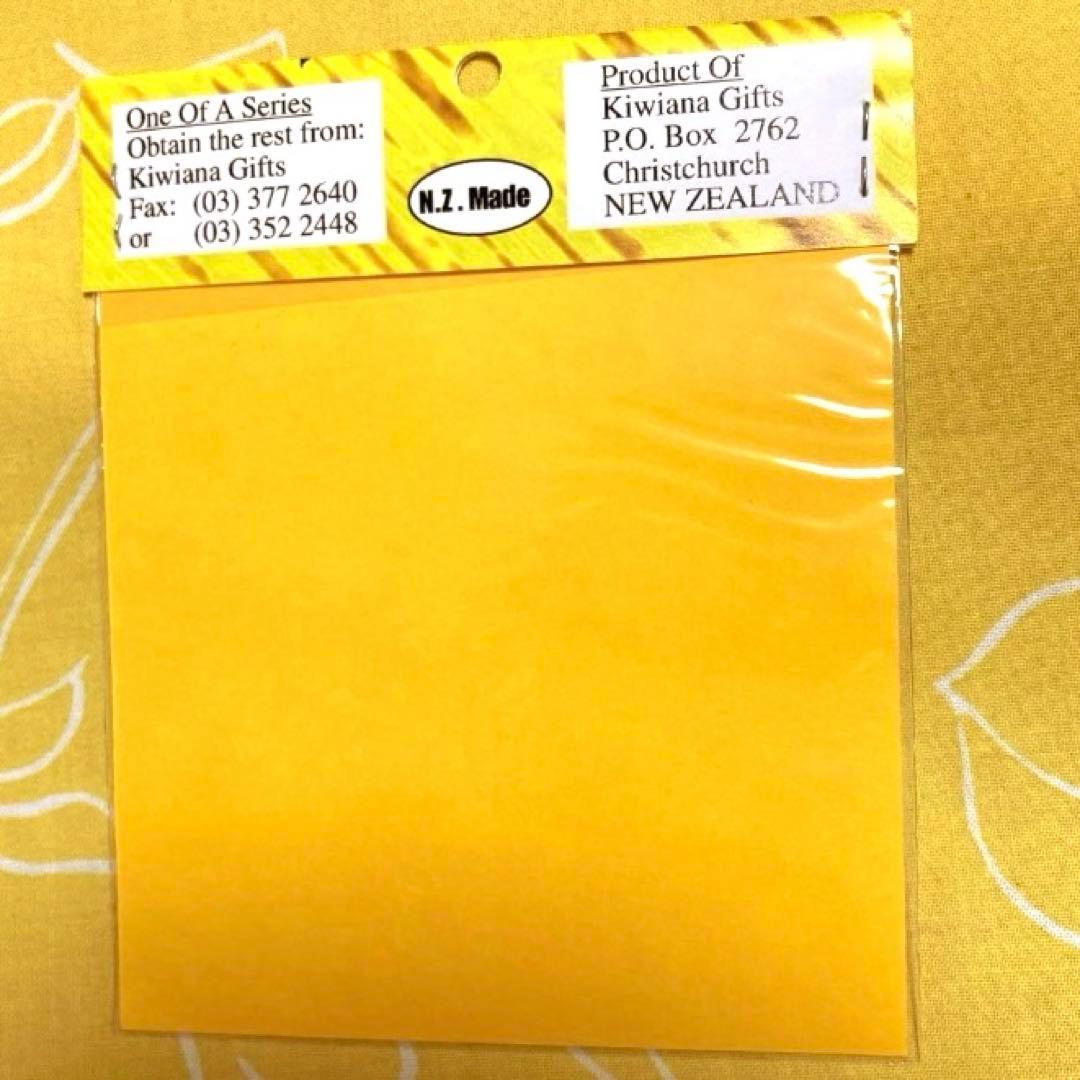 One Of A Series
Obtain the rest from:
Kiwiana Gifts
Fax: (03) 377 2640
or (03) 352 2448
N.Z. Made
Product Of
Kiwiana Gifts
P.O. Box 2762
Christchurch
NEW ZEALAND